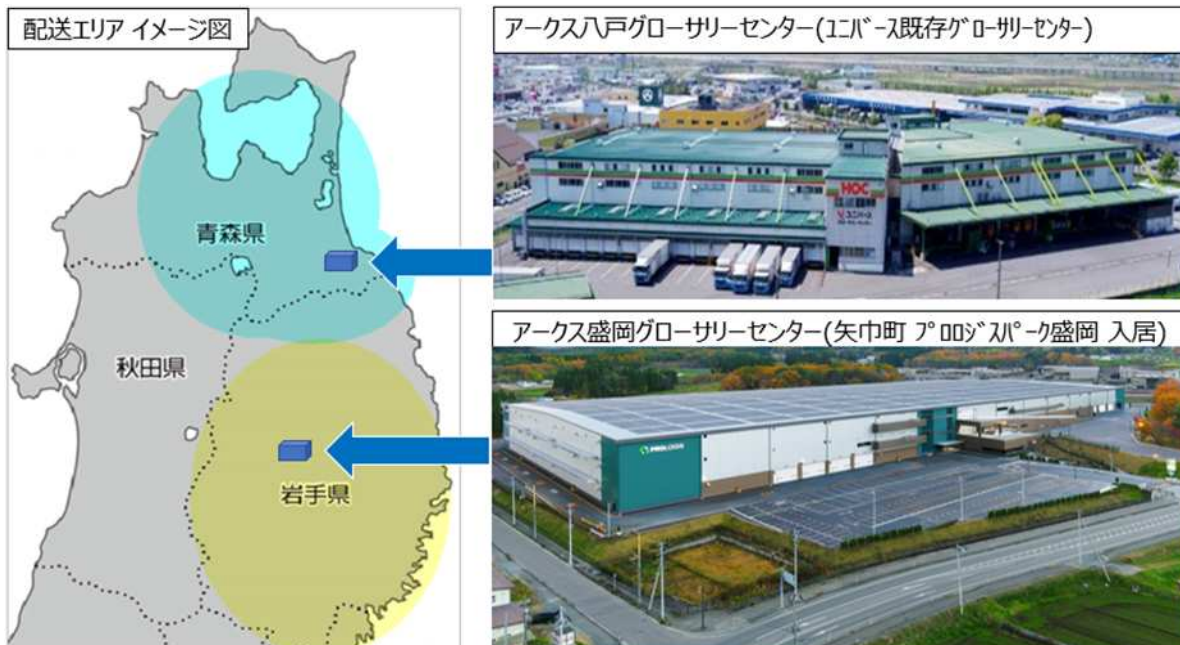 配送エリア イメージ図
青森県
秋田県
岩手県
アークス八戸グローサリーセンター(ユニバース既存グローサリーセンター)
HOC
ユニバース
アークス盛岡グローサリーセンター(矢巾町 プロロジスパーク盛岡 入居)
PROLOGIS